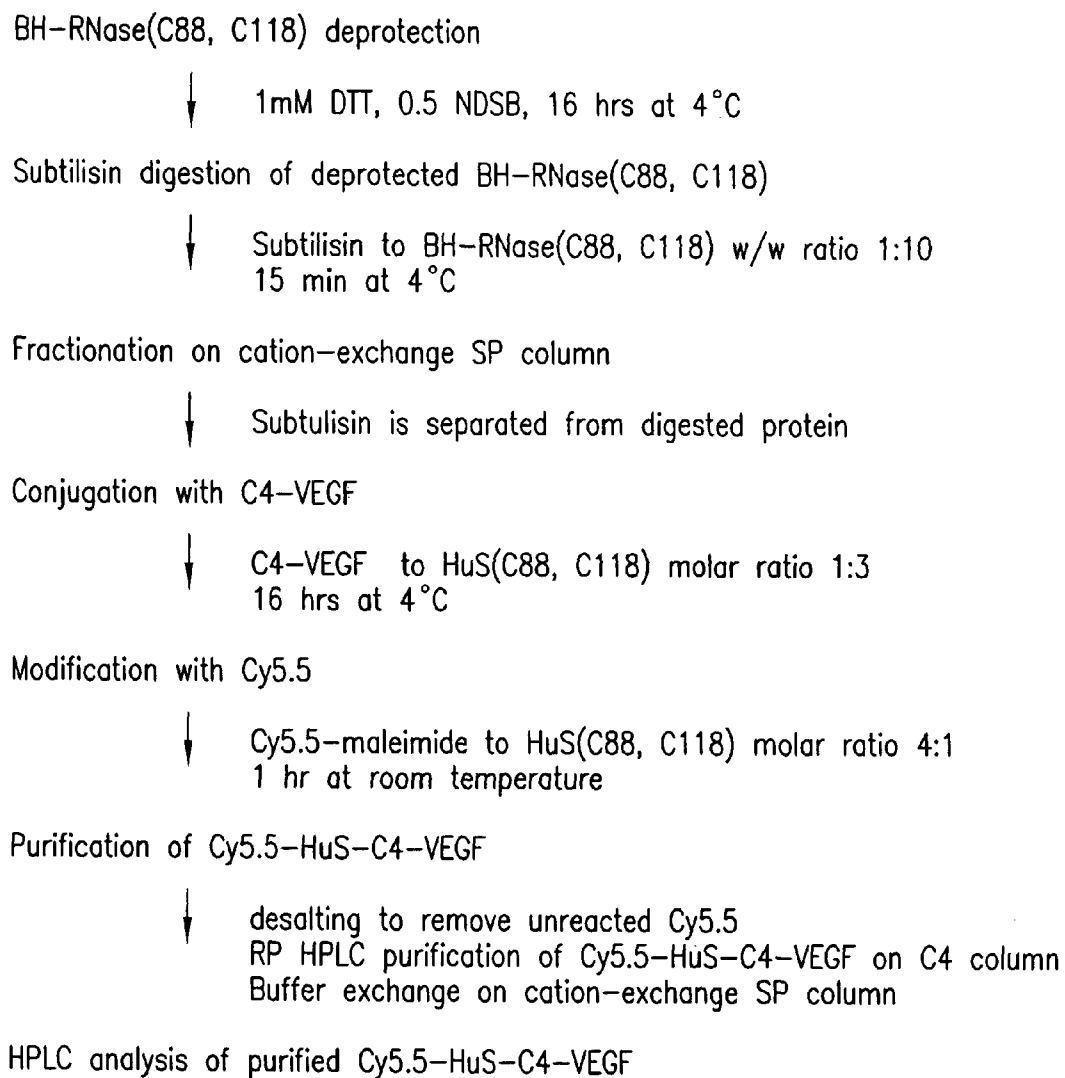 BH-RNase(C88, C118) deprotection
1mM DTT, 0.5 NDSB, 16 hrs at 4°C
Subtilisin digestion of deprotected BH-RNase(C88, C118)
Subtilisin to BH-RNase(C88, C118) w/w ratio 1:10
15 min at 4°C
Fractionation on cation-exchange SP column
Subtulisin is separated from digested protein
Conjugation with C4-VEGF
C4-VEGF to HuS(C88, C118) molar ratio 1:3
16 hrs at 4°C
Modification with Cy5.5
Cy5.5-maleimide to HuS(C88, C118) molar ratio 4:1
1 hr at room temperature
Purification of Cy5.5-HuS-C4-VEGF
desalting to remove unreacted Cy5.5
RP HPLC purification of Cy5.5-HuS-C4-VEGF on C4 column
Buffer exchange on cation-exchange SP column
HPLC analysis of purified Cy5.5-HuS-C4-VEGF